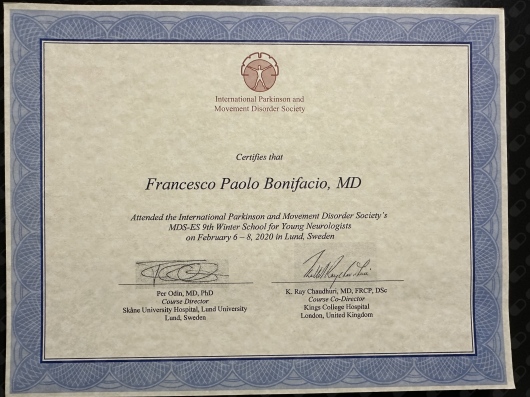 International Parkinson and
Movement Disorder Society
Certifies that
Francesco Paolo Bonifacio, MD
Attended the International Parkinson and Movement Disorder Society's
MDS-ES 9th Winter School for Young Neurologists
on February 6 – 8, 2020 in Lund, Sweden
Per Odin, MD, PhD
Course Director
Skåne University Hospital, Lund University
Lund, Sweden
K. Ray Chaudhuri, MD, FRCP, DSc
Course Co-Director
Kings College Hospital
London, United Kingdom